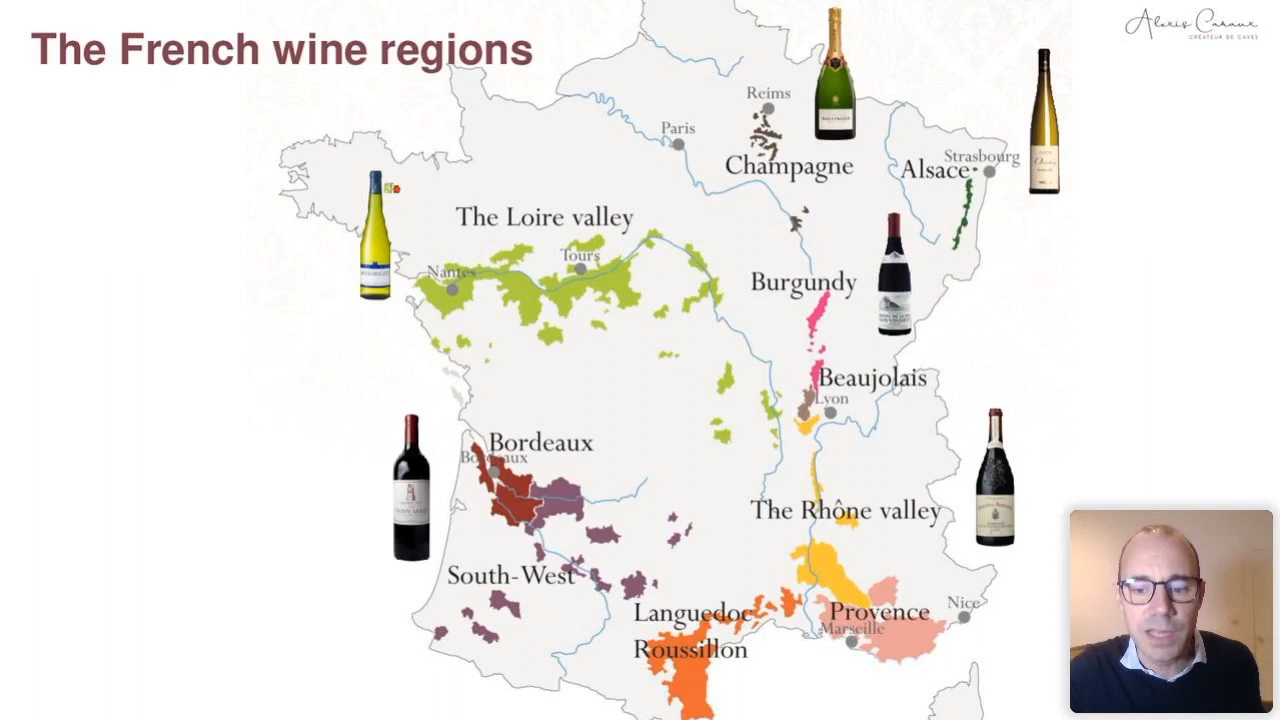 The French wine regions
Alexis Caraux
CRÉATEUR DE CAVES
Reims
Paris
Champagne
Strasbourg
Alsace
The Loire valley
Tours
Nantes
Burgundy
Beaujolais
Lyon
Bordeaux
Bordeaux
The Rhône valley
South-West
Languedoc
Roussillon
Provence
Nice
Marseille